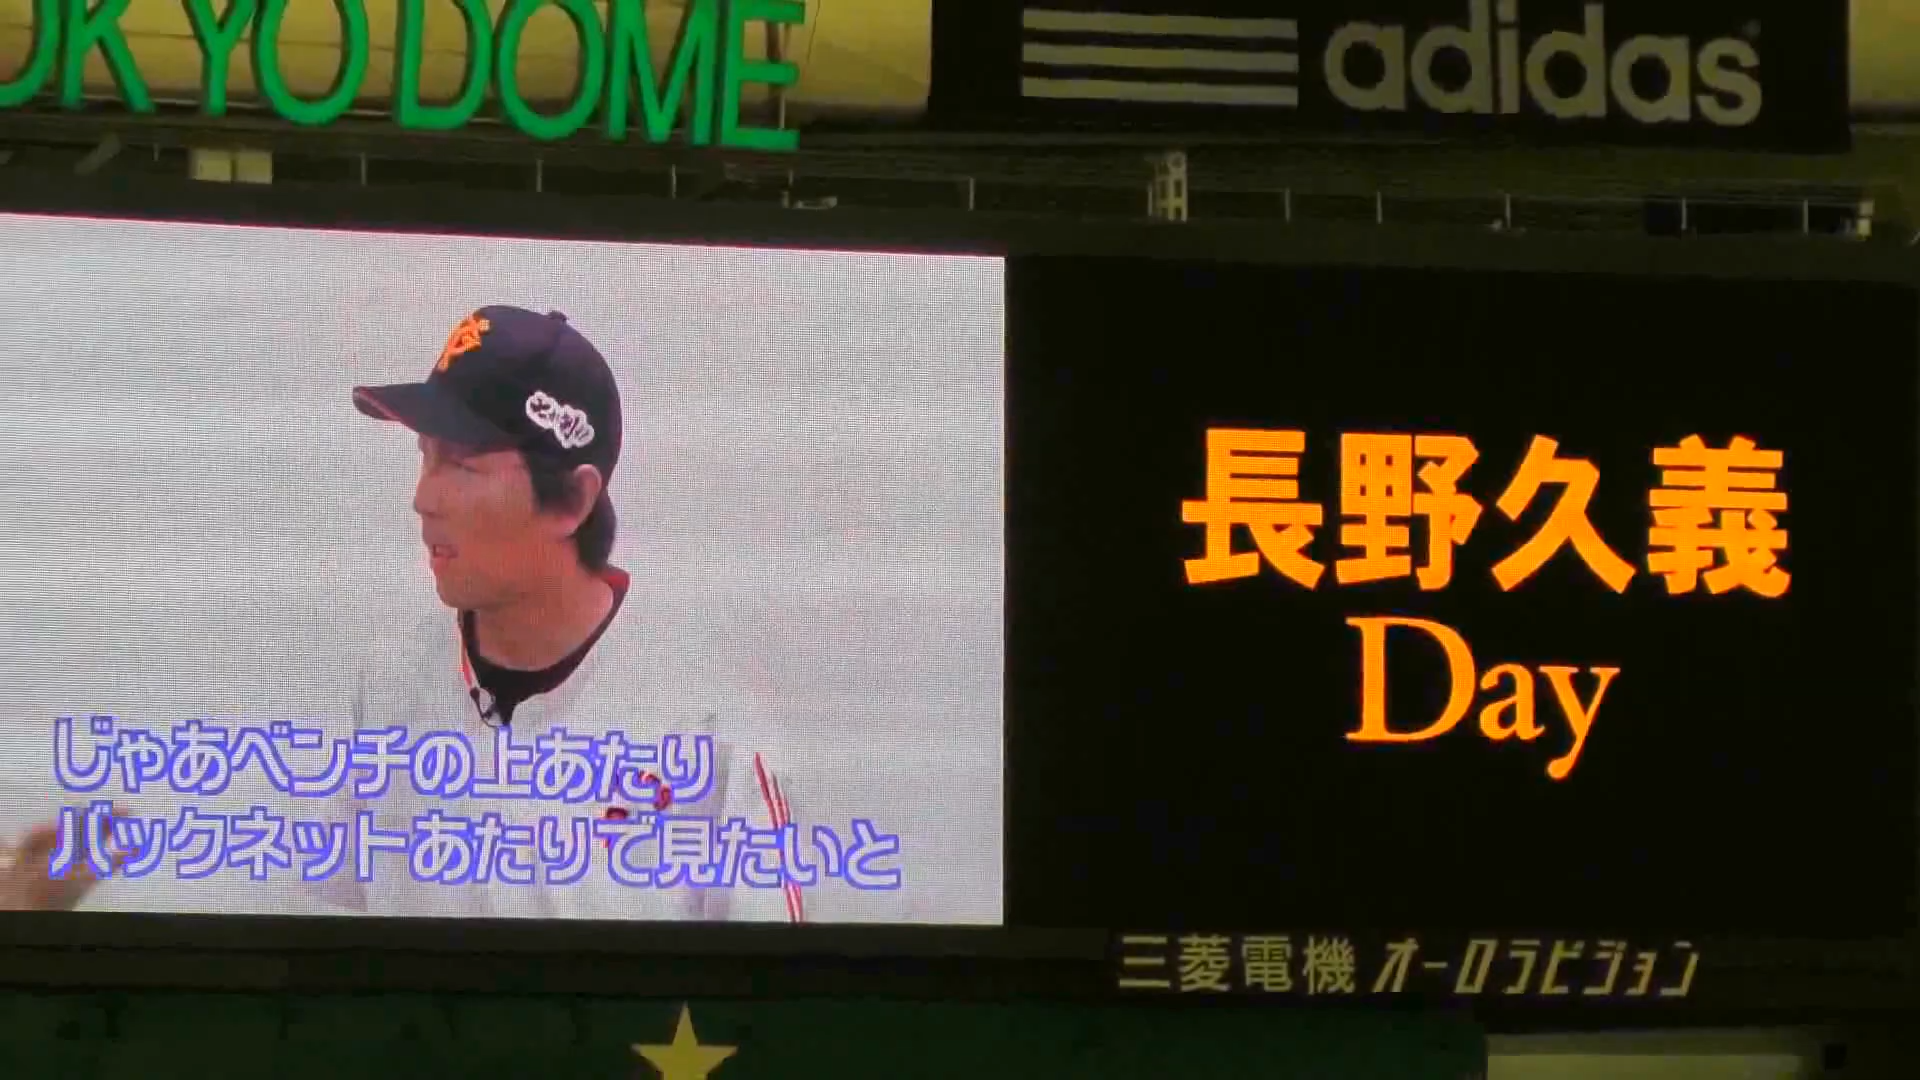 OKYO DOME
adidas
長野久義
Day
じゃあベンチの上あたり
バックネットあたりで見たいと
三菱電機 オーロラビジョン